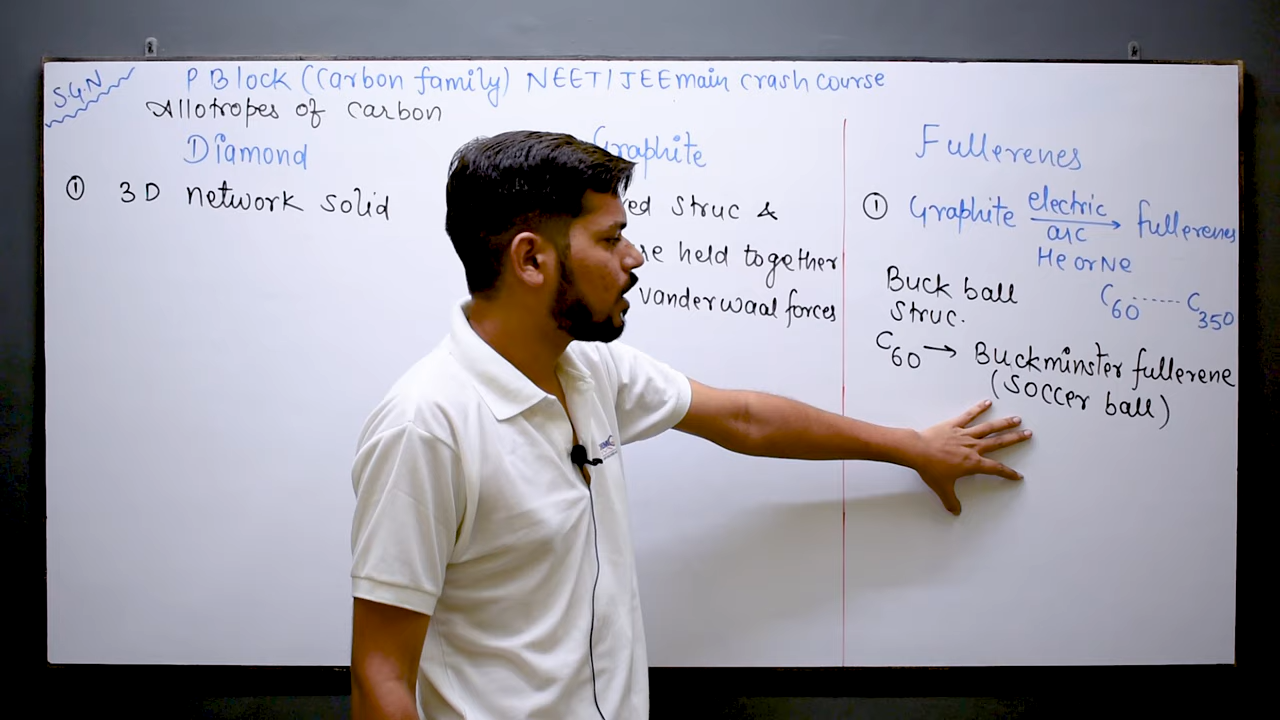 S.G.N
P Block (Carbon family) NEET/JEE main crash course
Allotropes of carbon
Diamond
① 3D network solid
Graphite
Struc &
held together
vanderwaal forces
Fullerenes
① Graphite electric arc → fullerenes
He or Ne
Buck ball C60 ------ C350
Struc.
C60 → Buckminster fullerene
(Soccer ball)